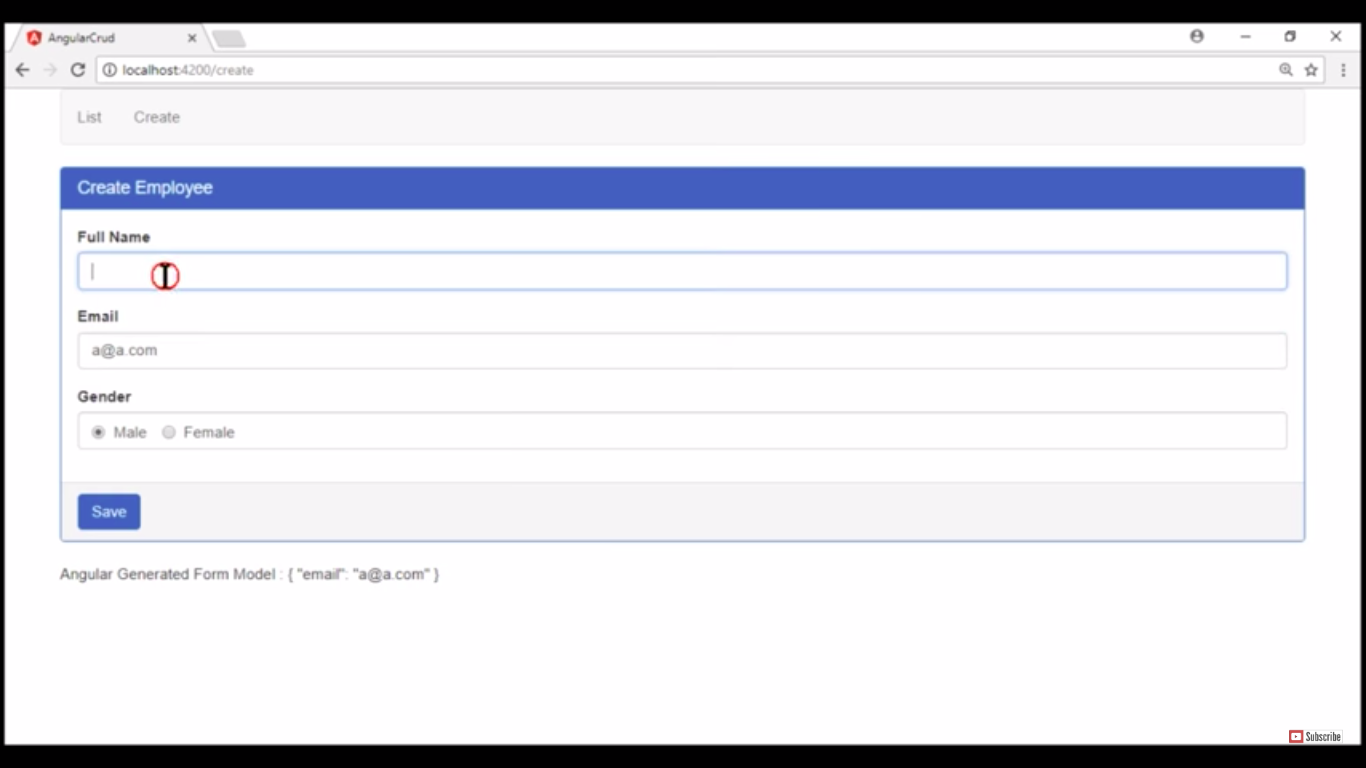 AngularCrud
localhost:4200/create
List Create
Create Employee
Full Name
Email
a@a.com
Gender
Male Female
Save
Angular Generated Form Model : { "email": "a@a.com" }
Subscribe